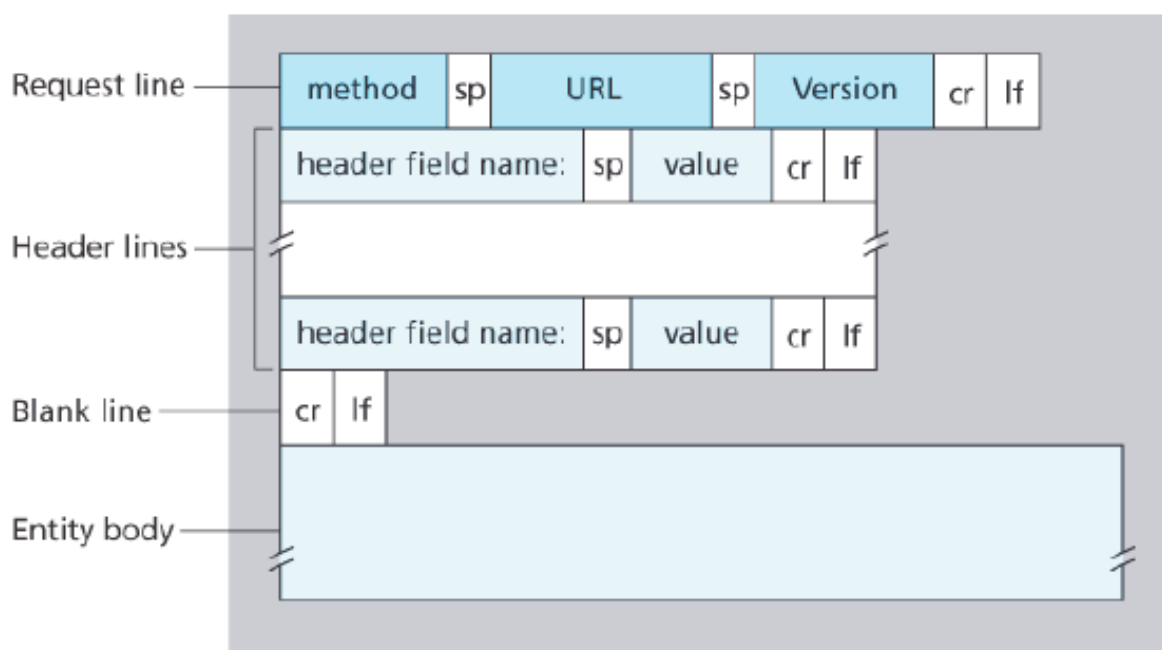 Request line method sp URL sp Version cr lf
header field name: sp value cr lf
Header lines
header field name: sp value cr lf
Blank line cr lf
Entity body